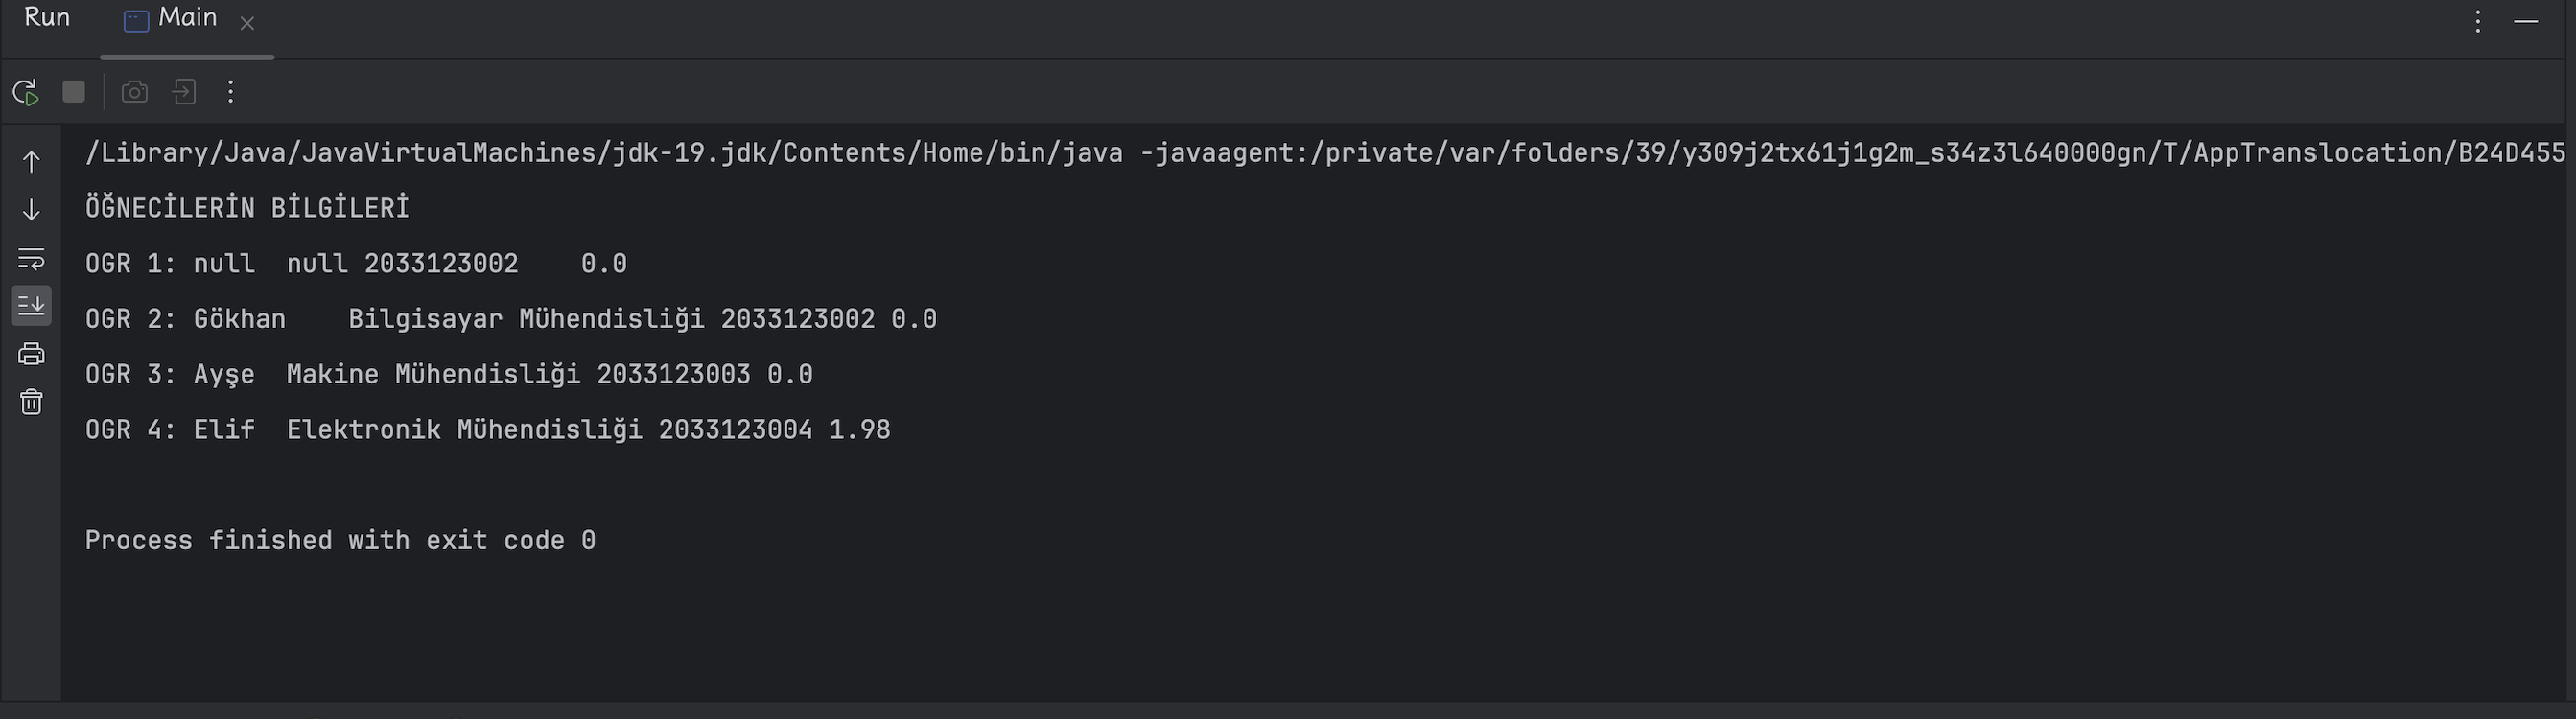 Run Main
/Library/Java/JavaVirtualMachines/jdk-19.jdk/Contents/Home/bin/java -javaagent:/private/var/folders/39/y309j2tx61j1g2m_s34z3l640000gn/T/AppTranslocation/B24D455
ÖĞNECİLERİN BİLGİLERİ
OGR 1: null  null 2033123002    0.0
OGR 2: Gökhan    Bilgisayar Mühendisliği 2033123002 0.0
OGR 3: Ayşe  Makine Mühendisliği 2033123003 0.0
OGR 4: Elif  Elektronik Mühendisliği 2033123004 1.98
Process finished with exit code 0